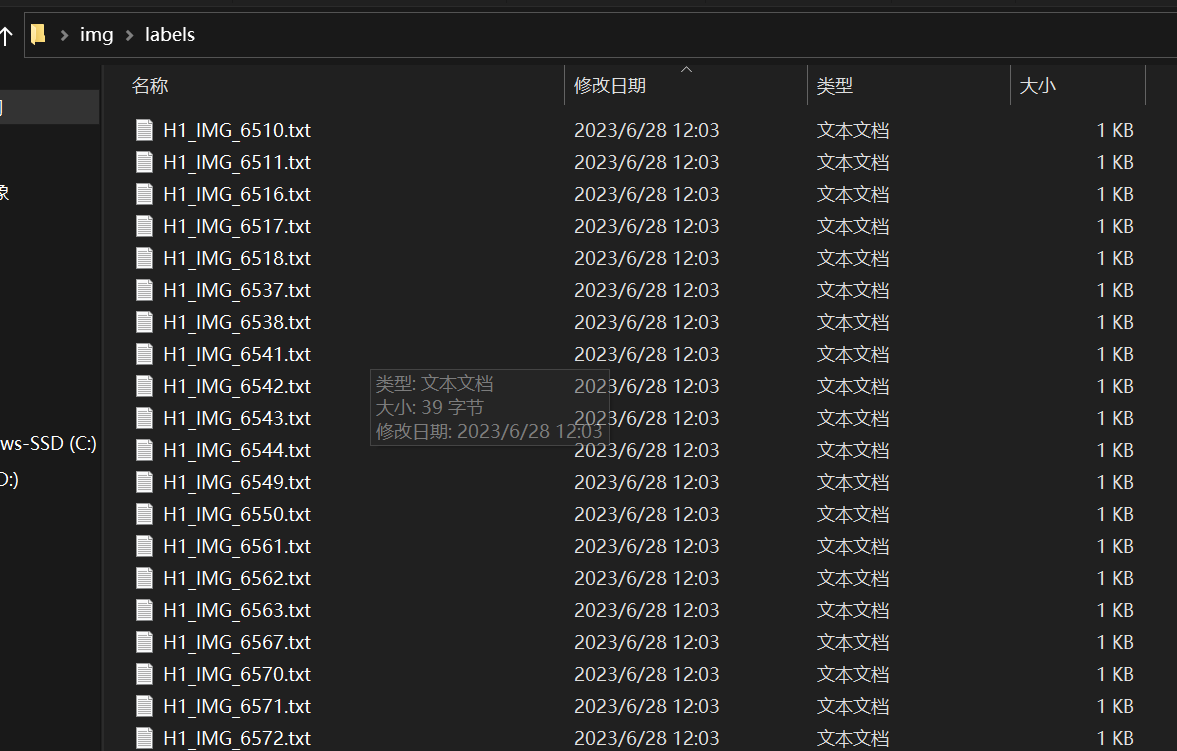 img labels
名称 修改日期 类型 大小
H1_IMG_6510.txt 2023/6/28 12:03 文本文档 1 KB
H1_IMG_6511.txt 2023/6/28 12:03 文本文档 1 KB
H1_IMG_6516.txt 2023/6/28 12:03 文本文档 1 KB
象
H1_IMG_6517.txt 2023/6/28 12:03 文本文档 1 KB
H1_IMG_6518.txt 2023/6/28 12:03 文本文档 1 KB
H1_IMG_6537.txt 2023/6/28 12:03 文本文档 1 KB
H1_IMG_6538.txt 2023/6/28 12:03 文本文档 1 KB
H1_IMG_6541.txt 2023/6/28 12:03 文本文档 1 KB
H1_IMG_6542.txt 2023/6/28 12:03 文本文档 1 KB
H1_IMG_6543.txt 2023/6/28 12:03 文本文档 1 KB
类型: 文本文档
大小: 39 字节
修改日期: 2023/6/28 12:03
ws-SSD (C:)
H1_IMG_6544.txt 2023/6/28 12:03 文本文档 1 KB
D:)
H1_IMG_6549.txt 2023/6/28 12:03 文本文档 1 KB
H1_IMG_6550.txt 2023/6/28 12:03 文本文档 1 KB
H1_IMG_6561.txt 2023/6/28 12:03 文本文档 1 KB
H1_IMG_6562.txt 2023/6/28 12:03 文本文档 1 KB
H1_IMG_6563.txt 2023/6/28 12:03 文本文档 1 KB
H1_IMG_6567.txt 2023/6/28 12:03 文本文档 1 KB
H1_IMG_6570.txt 2023/6/28 12:03 文本文档 1 KB
H1_IMG_6571.txt 2023/6/28 12:03 文本文档 1 KB
H1_IMG_6572.txt 2023/6/28 12:03 文本文档 1 KB